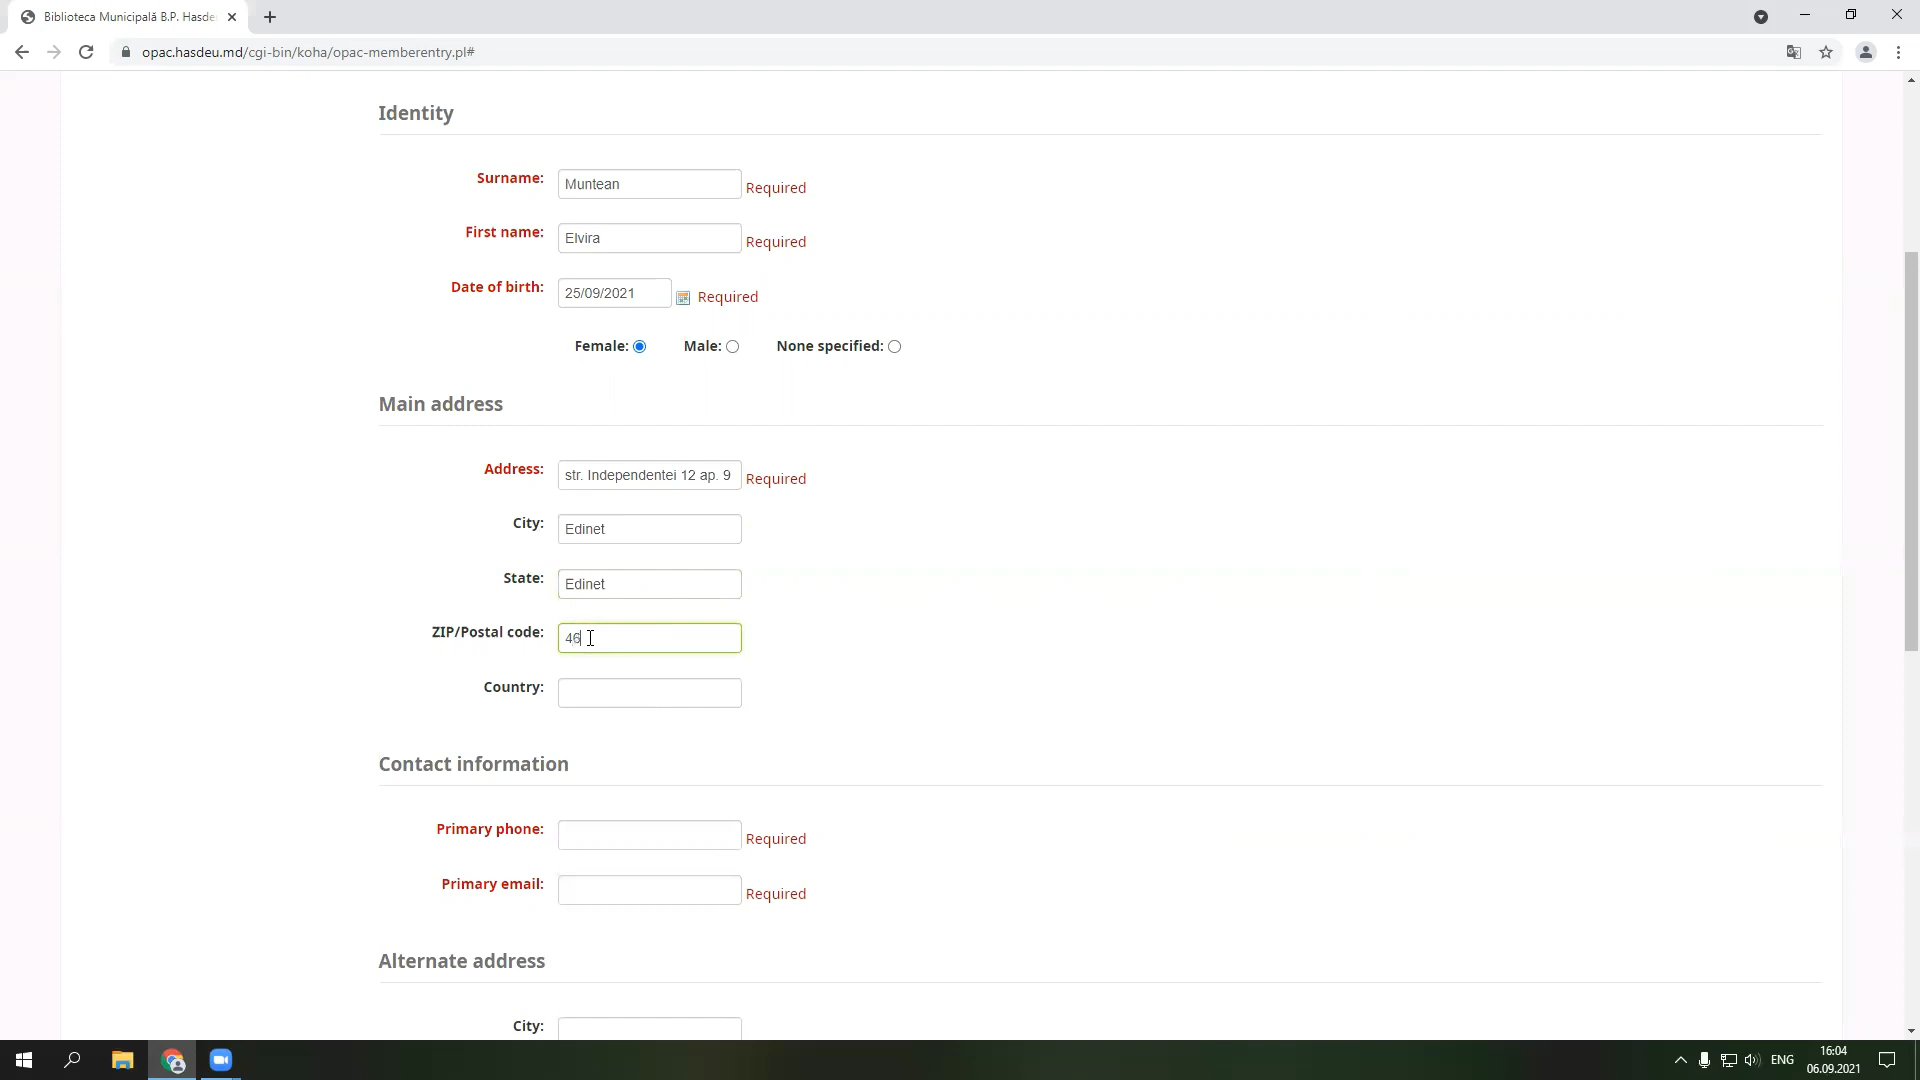 Biblioteca Municipală B.P. Hasde
opac.hasdeu.md/cgi-bin/koha/opac-memberentry.pl#
Identity
Surname: Muntean Required
First name: Elvira Required
Date of birth: 25/09/2021 Required
Female: Male: None specified:
Main address
Address: str. Independentei 12 ap. 9 Required
City: Edinet
State: Edinet
ZIP/Postal code: 46
Country:
Contact information
Primary phone: Required
Primary email: Required
Alternate address
City:
ENG
16:04
06.09.2021